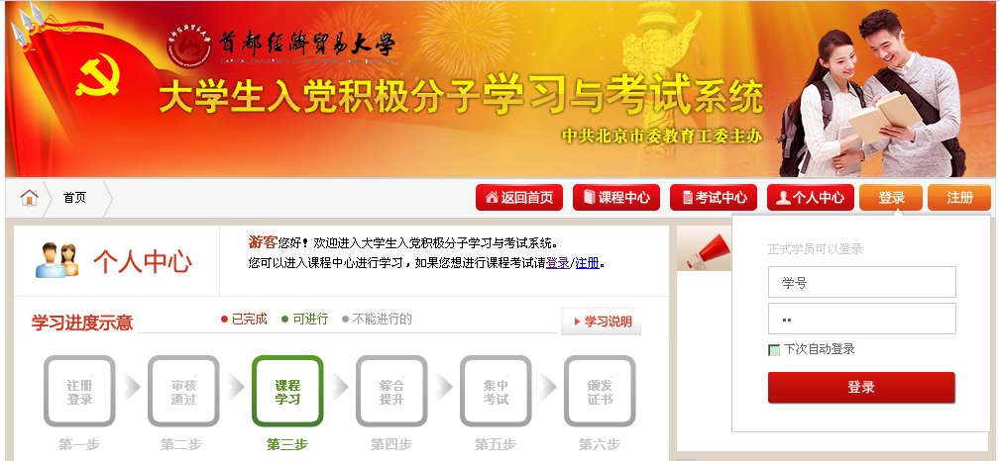 首都经济贸易大学
大学生入党积极分子学习与考试系统
中共北京市委教育工委主办
首页
返回首页
课程中心
考试中心
个人中心
登录
注册
个人中心
游客您好！欢迎进入大学生入党积极分子学习与考试系统。
您可以进入课程中心进行学习，如果您想进行课程考试请登录/注册。
正式学员可以登录
学号
下次自动登录
登录
学习进度示意
已完成
可进行
不能进行的
学习说明
注册
登录
审核
通过
课程
学习
综合
提升
集中
考试
颁发
证书
第一步
第二步
第三步
第四步
第五步
第六步